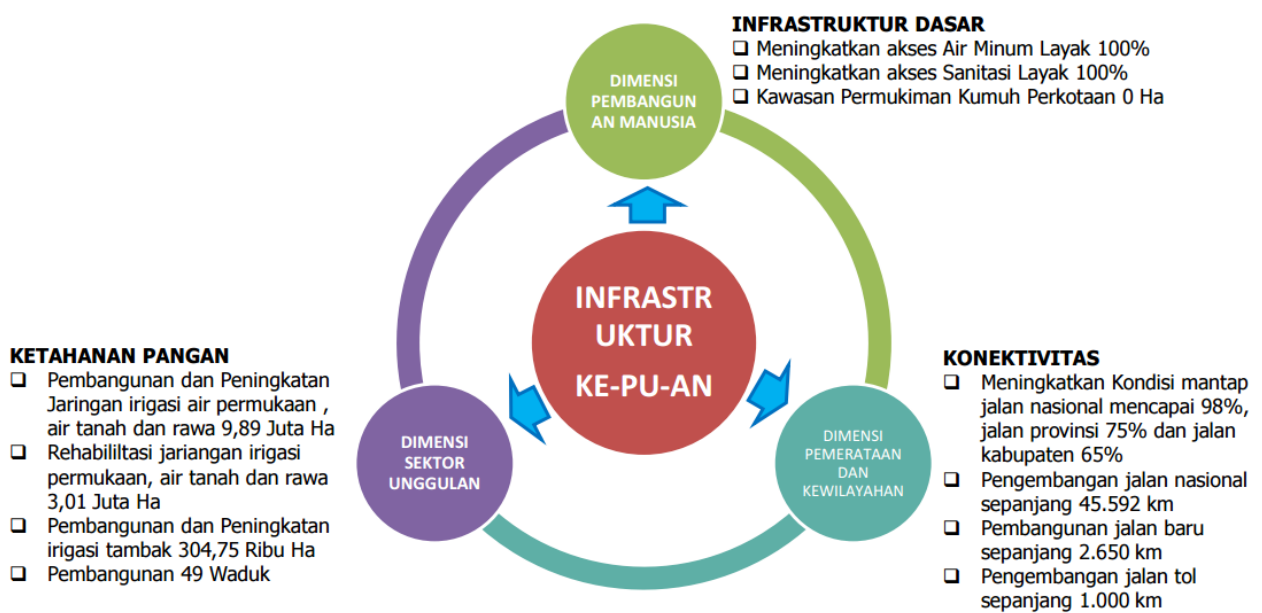 INFRASTRUKTUR DASAR
❑ Meningkatkan akses Air Minum Layak 100%
❑ Meningkatkan akses Sanitasi Layak 100%
❑ Kawasan Permukiman Kumuh Perkotaan 0 Ha
DIMENSI
PEMBANGUN
AN MANUSIA
INFRASTR
UKTUR
KE-PU-AN
KETAHANAN PANGAN
❑ Pembangunan dan Peningkatan
Jaringan irigasi air permukaan ,
air tanah dan rawa 9,89 Juta Ha
❑ Rehabililtasi jariangan irigasi
permukaan, air tanah dan rawa
3,01 Juta Ha
❑ Pembangunan dan Peningkatan
irigasi tambak 304,75 Ribu Ha
❑ Pembangunan 49 Waduk
DIMENSI
SEKTOR
UNGGULAN
DIMENSI
PEMERATAAN
DAN
KEWILAYAHAN
KONEKTIVITAS
❑ Meningkatkan Kondisi mantap
jalan nasional mencapai 98%,
jalan provinsi 75% dan jalan
kabupaten 65%
❑ Pengembangan jalan nasional
sepanjang 45.592 km
❑ Pembangunan jalan baru
sepanjang 2.650 km
❑ Pengembangan jalan tol
sepanjang 1.000 km